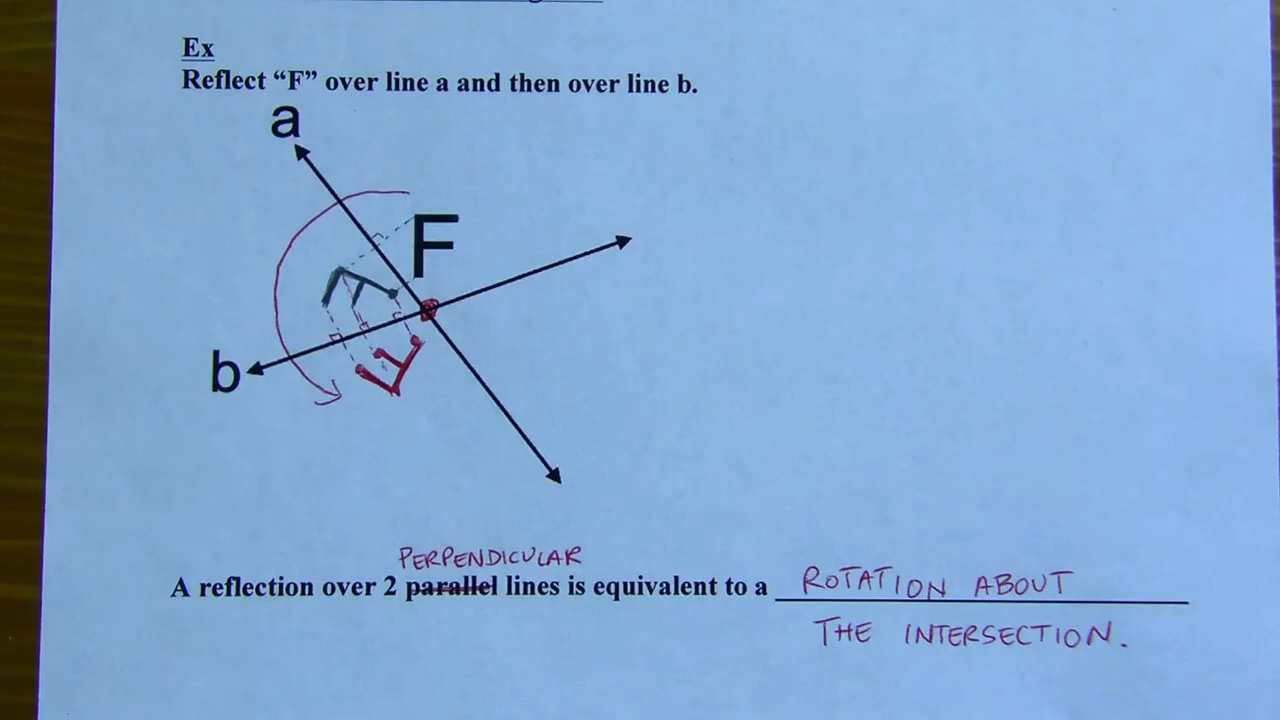 Ex
Reflect “F” over line a and then over line b.
a
F
b
PERPENDICULAR
A reflection over 2 parallel lines is equivalent to a ROTATION ABOUT
THE INTERSECTION.